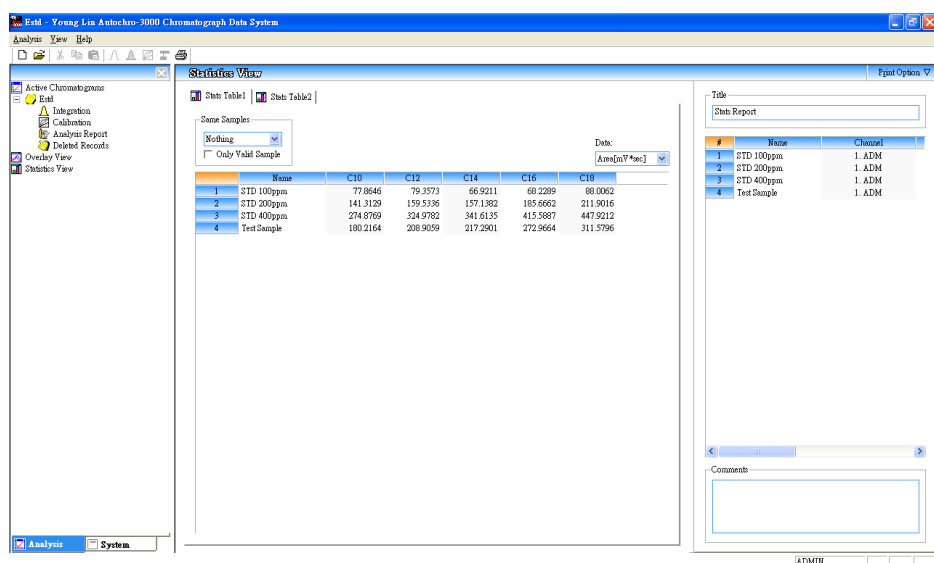 Estd - Young Lin Autochro-3000 Chromatograph Data System
Analysis View Help
Active Chromatograms
Estd
Integration
Calibration
Analysis Report
Deleted Records
Overlay View
Statistics View
Analysis System
Statistics View
Print Option
Stats Table1 Stats Table2
Same Samples
Nothing
Only Valid Sample
Data:
Area[mV*sec]
Name C10 C12 C14 C16 C18
1 STD 100ppm 77.8646 79.3573 66.9211 68.2289 88.0062
2 STD 200ppm 141.3129 159.5336 157.1382 185.6662 211.9016
3 STD 400ppm 274.8769 324.9782 341.6135 415.5887 447.9212
4 Test Sample 180.2164 208.9059 217.2901 272.9664 311.5796
Title
Stats Report
# Name Channel
1 STD 100ppm 1. ADM
2 STD 200ppm 1. ADM
3 STD 400ppm 1. ADM
4 Test Sample 1. ADM
Comments
ADMIN